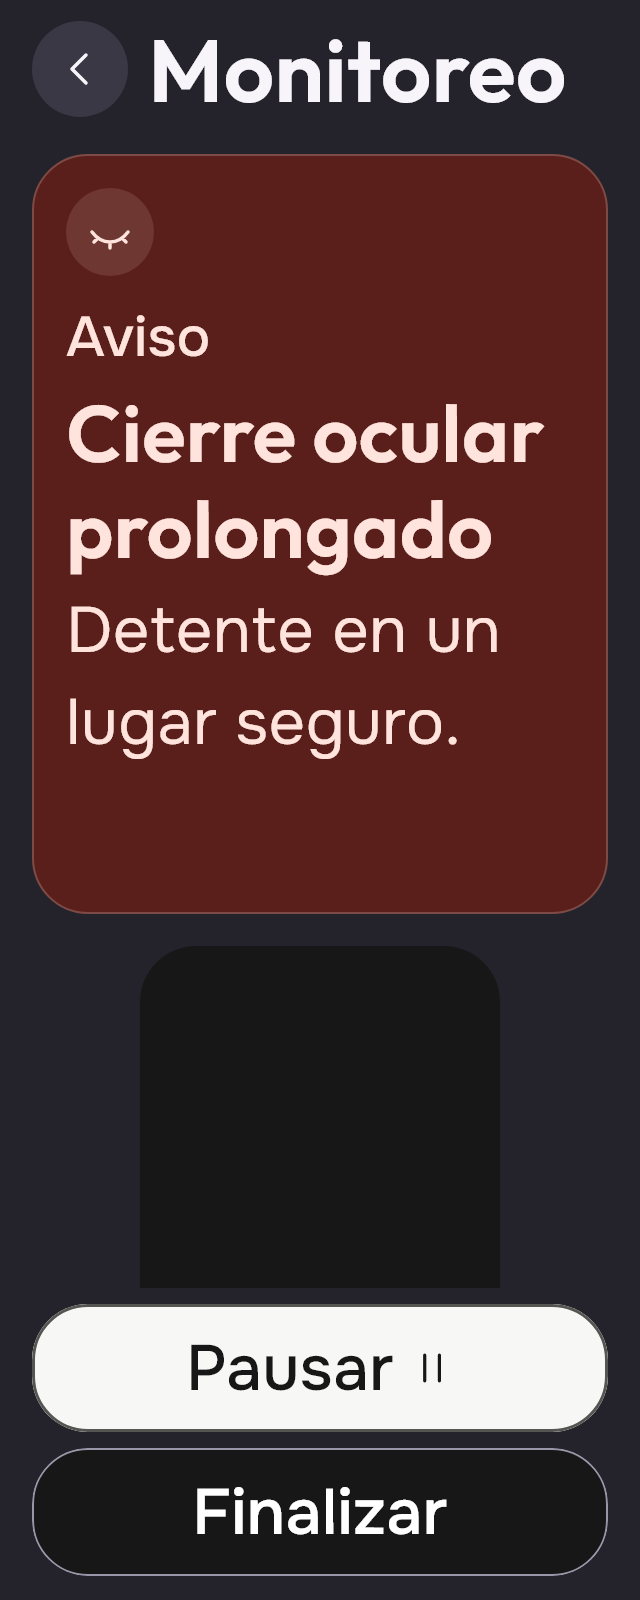 Monitoreo
Aviso
Cierre ocular
prolongado
Detente en un
lugar seguro.
Pausar
Finalizar